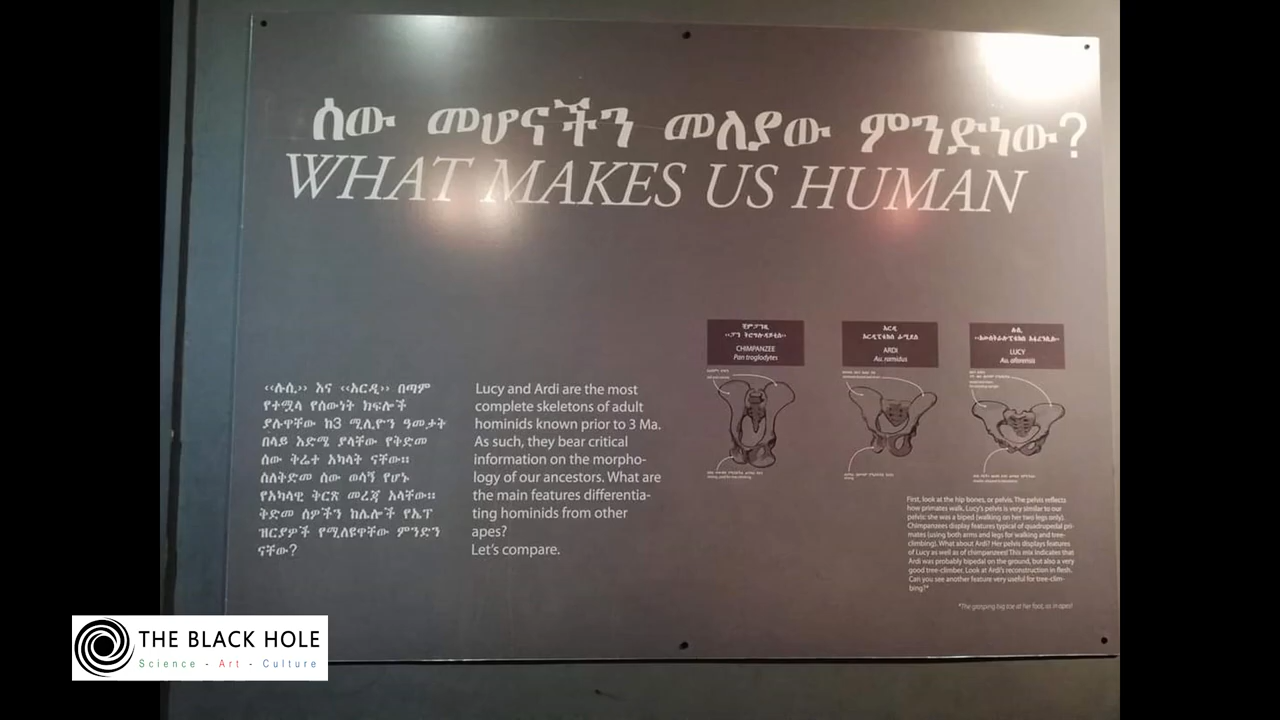 ሰው መሆናችን መለያው ምንድነው?
WHAT MAKES US HUMAN
‹‹ሉሲ›› እና ‹‹አርዲ›› በጣም
የተሟላ የሰውነት ክፍሎች
ያሉዋቸው ከ3 ሚሊዮን ዓመታት
በላይ እድሜ ያላቸው የቅድመ
ሰው ቅሬተ አካላት ናቸው።
ስለቅድመ ሰው ወሳኝ የሆኑ
የአካላዊ ቅርጽ መረጃ አላቸው።
ቅድመ ሰዎችን ከሌሎች የኤፕ
ዝርያዎች የሚለዩዋቸው ምንድን
ናቸው?
Lucy and Ardi are the most
complete skeletons of adult
hominids known prior to 3 Ma.
As such, they bear critical
information on the morpho-
logy of our ancestors. What are
the main features differentia-
ting hominids from other
apes?
Let's compare.
ቺምፓንዚ
CHIMPANZEE
Pan troglodytes
አርዲ
አርዲፒቴከስ ራሚደስ
ARDI
Au. ramidus
ሉሲ
LUCY
Au. afarensis
First, look at the hip bones, or pelvis. The pelvis reflects
how primates walk. Lucy's pelvis is very similar to our
pelvis: she was a biped (walking on her two legs only).
Chimpanzees display features typical of quadrupedal pri-
mates (using both arms and legs for walking and tree-
climbing). What about Ardi? Her pelvis displays features
of Lucy as well as of chimpanzees! This mix indicates that
Ardi was probably bipedal on the ground, but also a very
good tree-climber. Look at Ardi's reconstruction in flesh.
Can you see another feature very useful for tree-clim-
bing?*
*The grasping big toe at her foot, as in apes!
THE BLACK HOLE
Science - Art - Culture